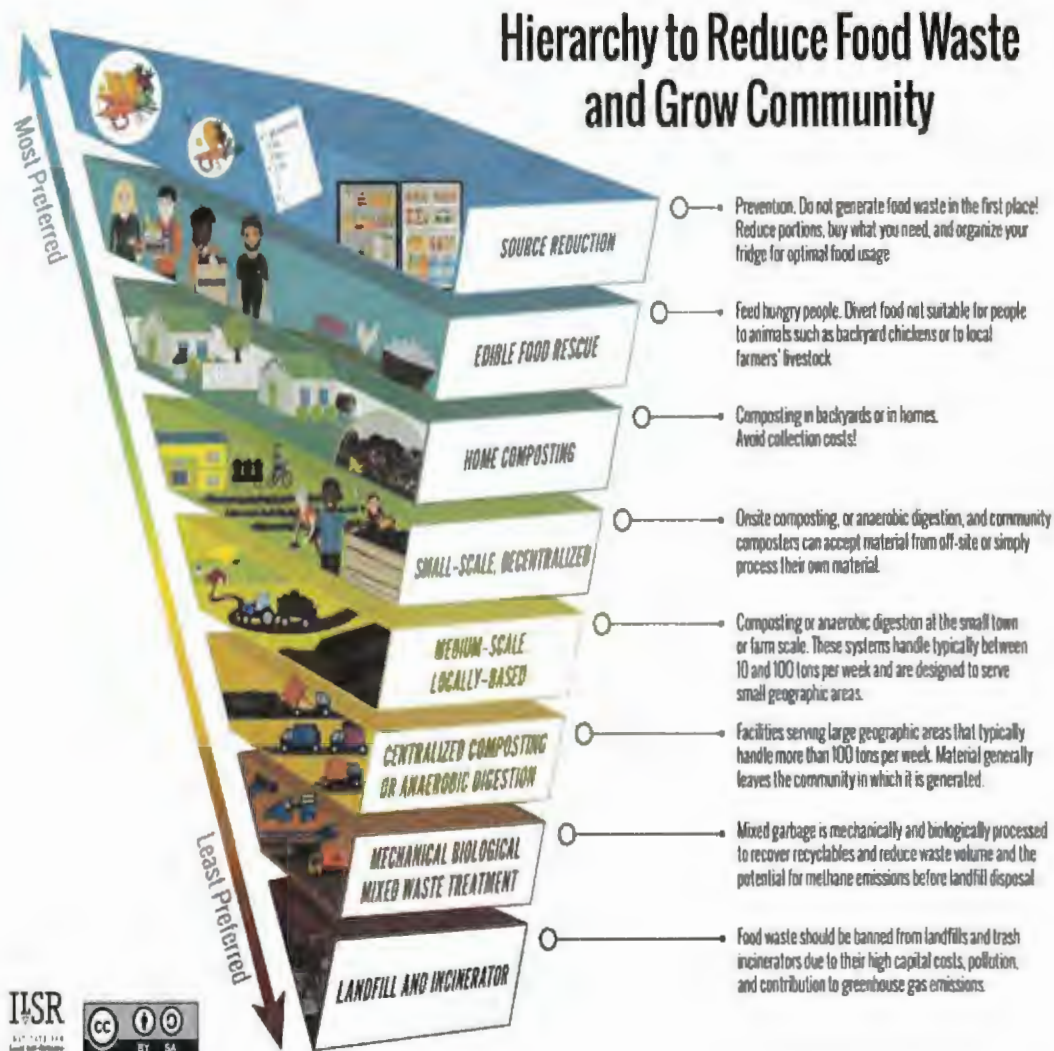 Hierarchy to Reduce Food Waste
and Grow Community
Most Preferred
SOURCE REDUCTION
Prevention. Do not generate food waste in the first place!
Reduce portions, buy what you need, and organize your
fridge for optimal food usage
EDIBLE FOOD RESCUE
Feed hungry people. Divert food not suitable for people
to animals such as backyard chickens or to local
farmers' livestock
HOME COMPOSTING
Composting in backyards or in homes.
Avoid collection costs!
SMALL-SCALE, DECENTRALIZED
Onsite composting, or anaerobic digestion, and community
composters can accept material from off-site or simply
process their own material.
MEDIUM-SCALE
LOCALLY-BASED
Composting or anaerobic digestion at the small town
or farm scale. These systems handle typically between
10 and 100 tons per week and are designed to serve
small geographic areas.
CENTRALIZED COMPOSTING
OR ANAEROBIC DIGESTION
Facilities serving large geographic areas that typically
handle more than 100 tons per week. Material generally
leaves the community in which it is generated.
MECHANICAL BIOLOGICAL
MIXED WASTE TREATMENT
Mixed garbage is mechanically and biologically processed
to recover recyclables and reduce waste volume and the
potential for methane emissions before landfill disposal
Least Preferred
LANDFILL AND INCINERATOR
Food waste should be banned from landfills and trash
incinerators due to their high capital costs, pollution,
and contribution to greenhouse gas emissions.
ILSR
cc
BY SA